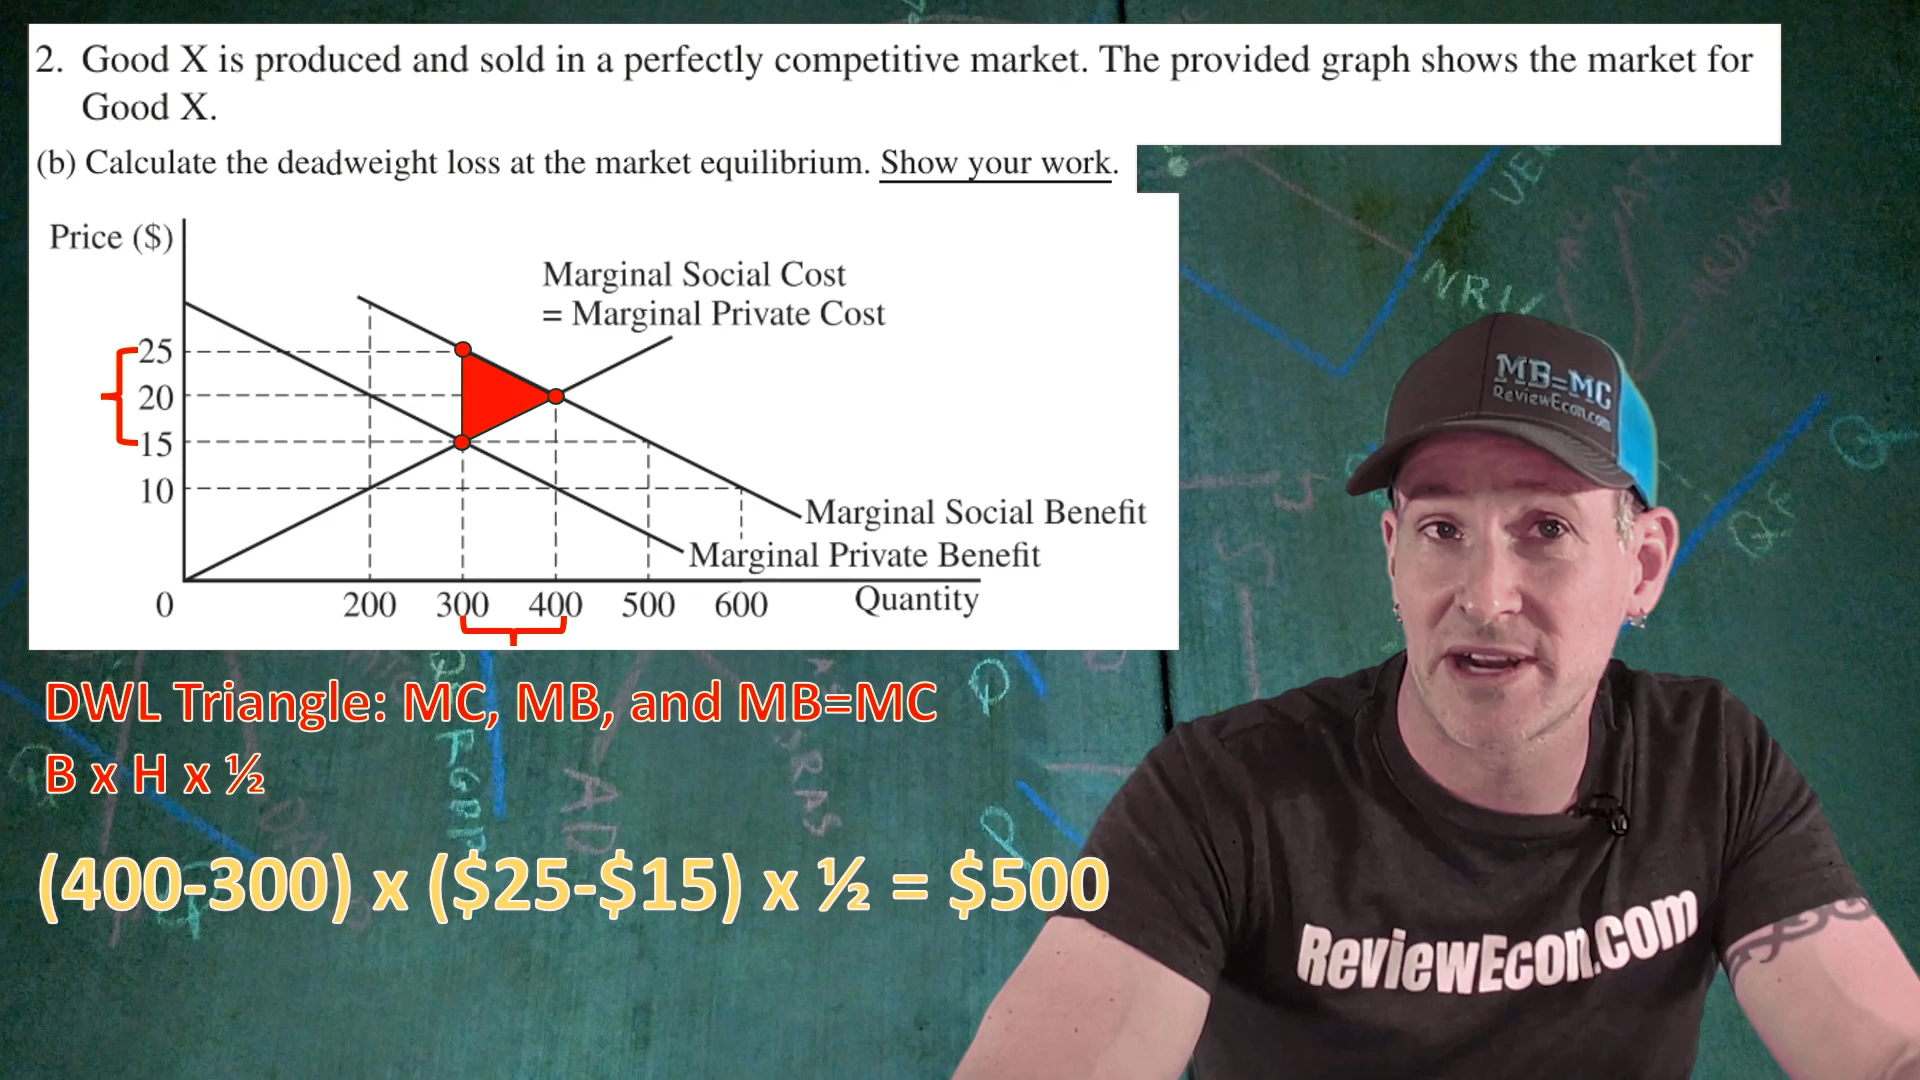 2. Good X is produced and sold in a perfectly competitive market. The provided graph shows the market for
Good X.
(b) Calculate the deadweight loss at the market equilibrium. Show your work.
Price ($)
Marginal Social Cost
= Marginal Private Cost
25
20
15
10
Marginal Social Benefit
Marginal Private Benefit
0
200 300 400 500 600
Quantity
DWL Triangle: MC, MB, and MB=MC
B x H x ½
(400-300) x ($25-$15) x ½ = $500
MB=MC
ReviewEcon.com
ReviewEcon.com
NRU
AD
SRAS